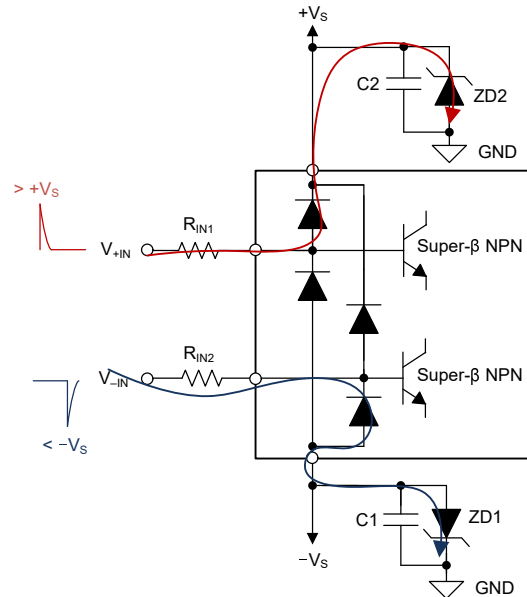 +VS
C2
ZD2
GND
> +VS
V+IN
RIN1
Super-β NPN
RIN2
V−IN
Super-β NPN
< −VS
C1
ZD1
−VS
GND